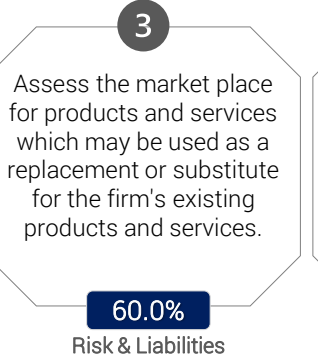 3
Assess the market place
for products and services
which may be used as a
replacement or substitute
for the firm's existing
products and services.
60.0%
Risk & Liabilities